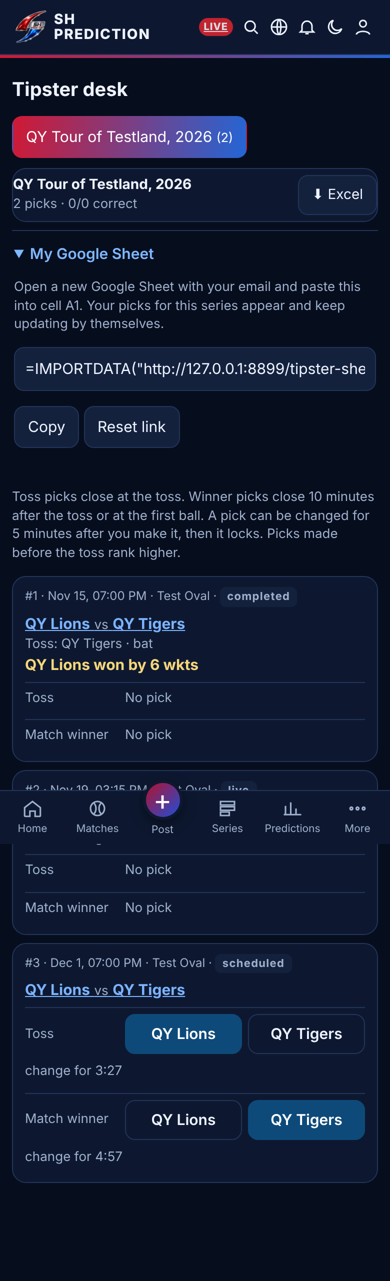 SH
PREDICTION
LIVE
Tipster desk
QY Tour of Testland, 2026 (2)
QY Tour of Testland, 2026
2 picks · 0/0 correct
⬇ Excel
▼ My Google Sheet
Open a new Google Sheet with your email and paste this
into cell A1. Your picks for this series appear and keep
updating by themselves.
=IMPORTDATA("http://127.0.0.1:8899/tipster-she
Copy
Reset link
Toss picks close at the toss. Winner picks close 10 minutes
after the toss or at the first ball. A pick can be changed for
5 minutes after you make it, then it locks. Picks made
before the toss rank higher.
#1 · Nov 15, 07:00 PM · Test Oval · completed
QY Lions vs QY Tigers
Toss: QY Tigers · bat
QY Lions won by 6 wkts
Toss No pick
Match winner No pick
#2 · Nov 19, 03:15 PM · Test Oval · live
Home
Matches
Post
Series
Predictions
More
Toss No pick
Match winner No pick
#3 · Dec 1, 07:00 PM · Test Oval · scheduled
QY Lions vs QY Tigers
Toss QY Lions QY Tigers
change for 3:27
Match winner QY Lions QY Tigers
change for 4:57